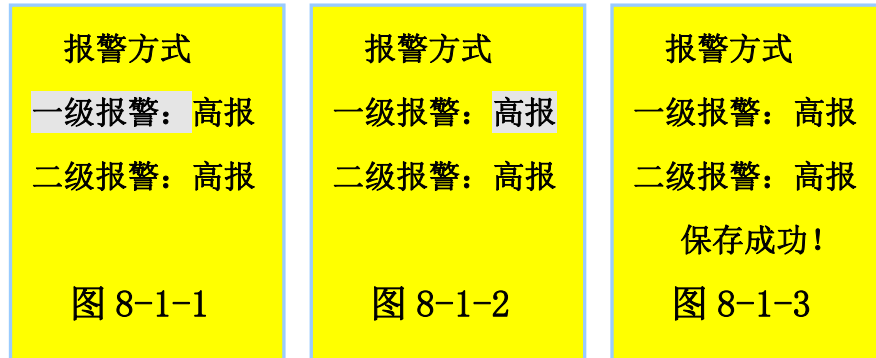 报警方式
一级报警：高报
二级报警：高报
图 8-1-1
报警方式
一级报警：高报
二级报警：高报
图 8-1-2
报警方式
一级报警：高报
二级报警：高报
保存成功！
图 8-1-3